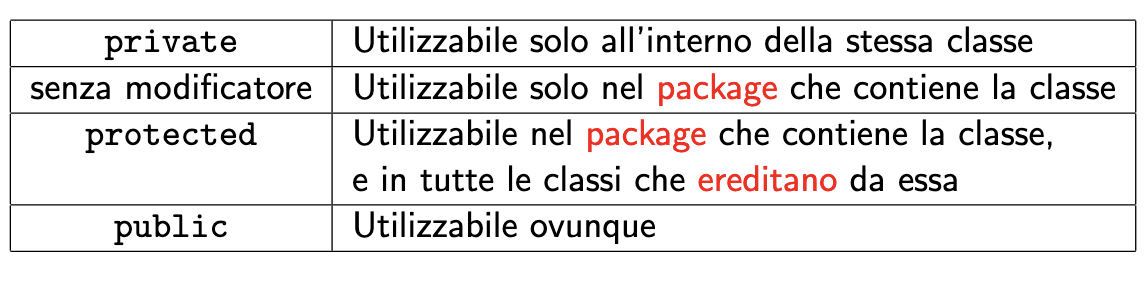 private Utilizzabile solo all'interno della stessa classe
senza modificatore Utilizzabile solo nel package che contiene la classe
protected Utilizzabile nel package che contiene la classe,
e in tutte le classi che ereditano da essa
public Utilizzabile ovunque